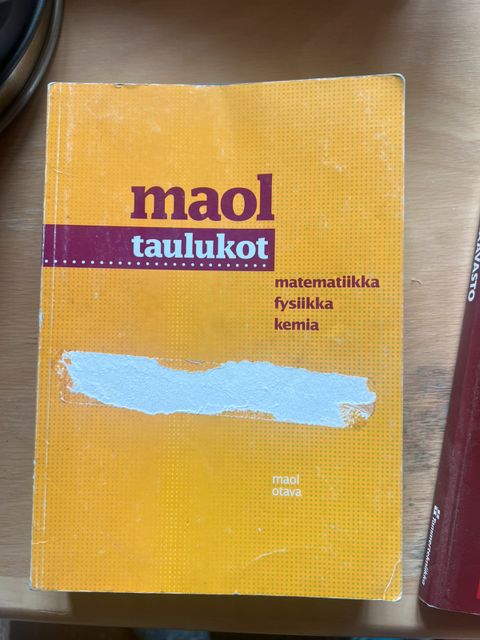 maol
taulukot
matematiikka
fysiikka
kemia
maol
otava